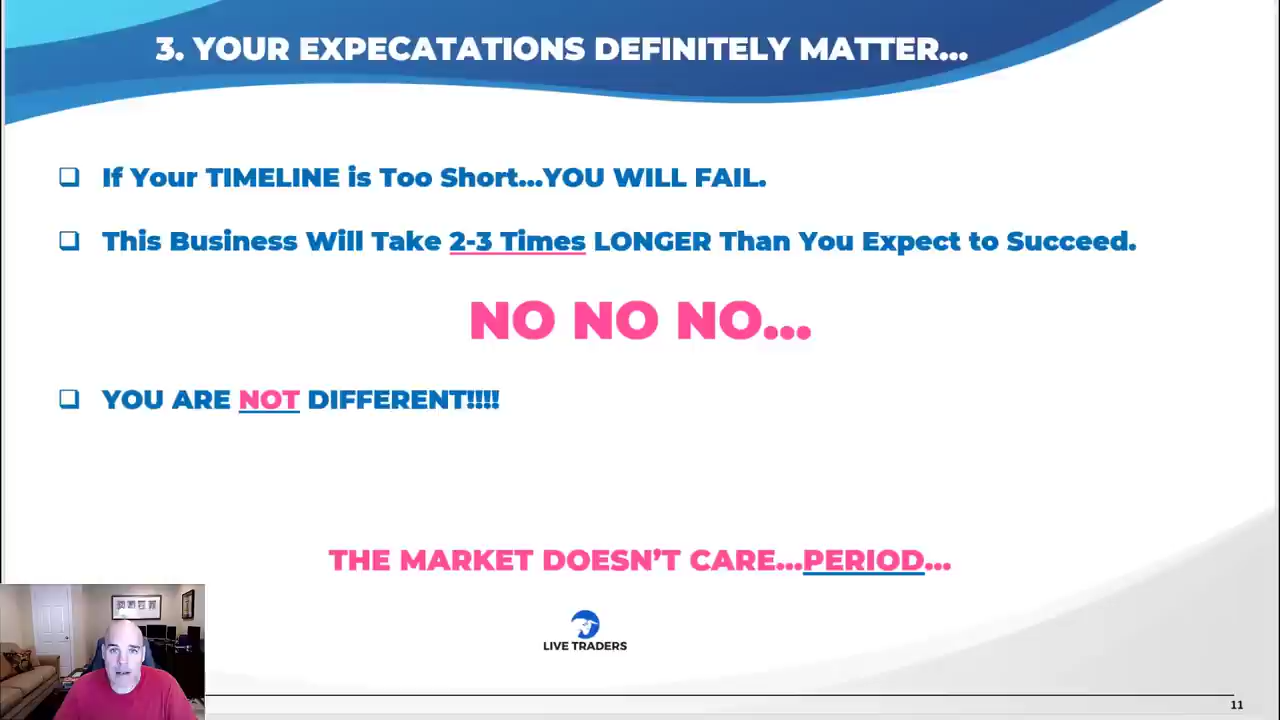 3. YOUR EXPECATATIONS DEFINITELY MATTER...
If Your TIMELINE is Too Short...YOU WILL FAIL.
This Business Will Take 2-3 Times LONGER Than You Expect to Succeed.
NO NO NO...
YOU ARE NOT DIFFERENT!!!!
THE MARKET DOESN'T CARE...PERIOD...
LIVE TRADERS
11